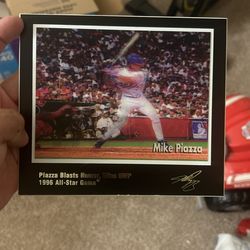 Mike Piazza
Piazza Blasts Homer, Wins MVP
1996 All-Star Game